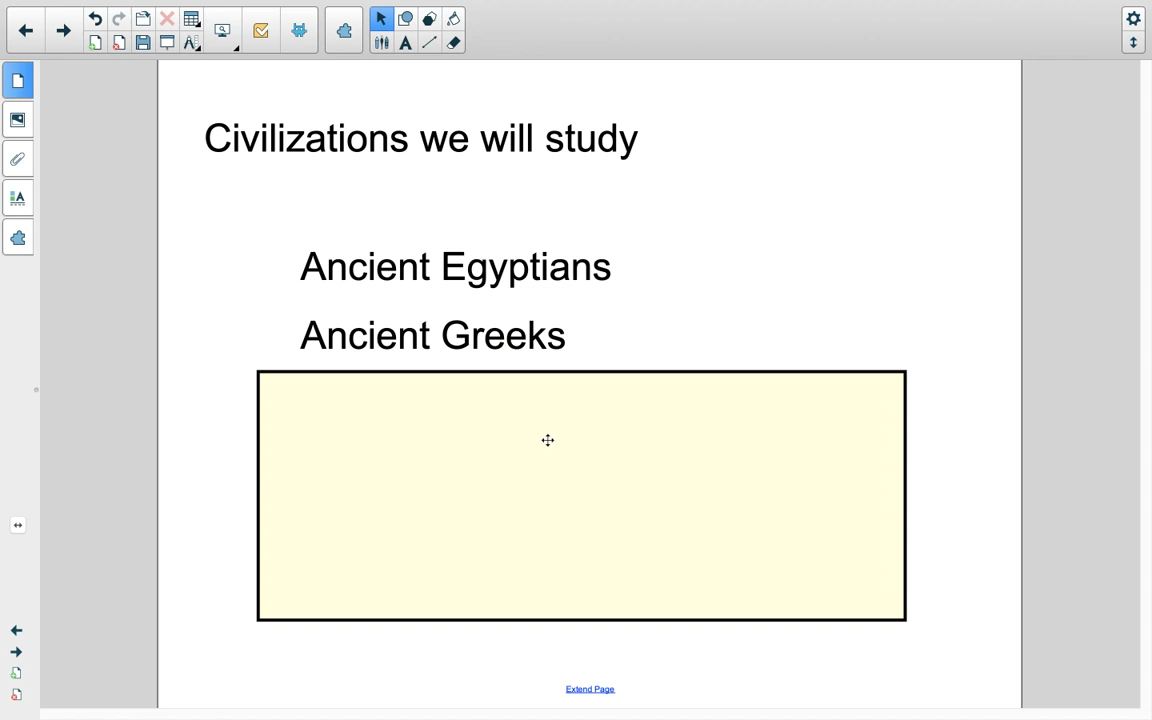 Civilizations we will study
Ancient Egyptians
Ancient Greeks
Extend Page